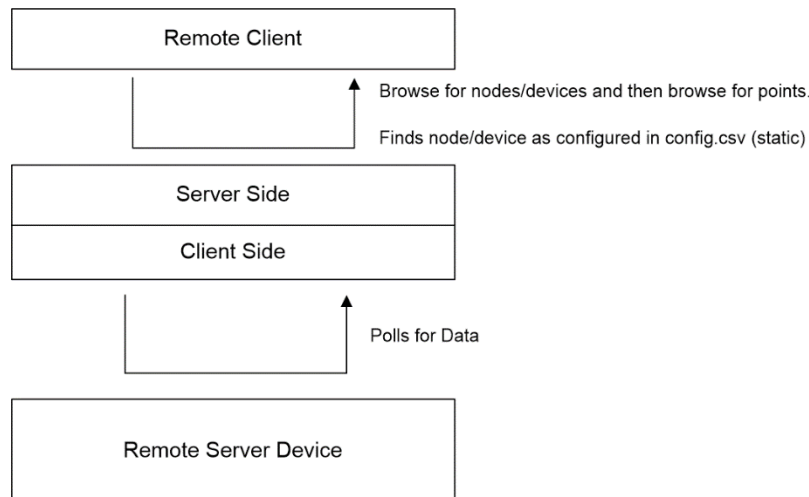 Remote Client
Browse for nodes/devices and then browse for points.
Finds node/device as configured in config.csv (static)
Server Side
Client Side
Polls for Data
Remote Server Device